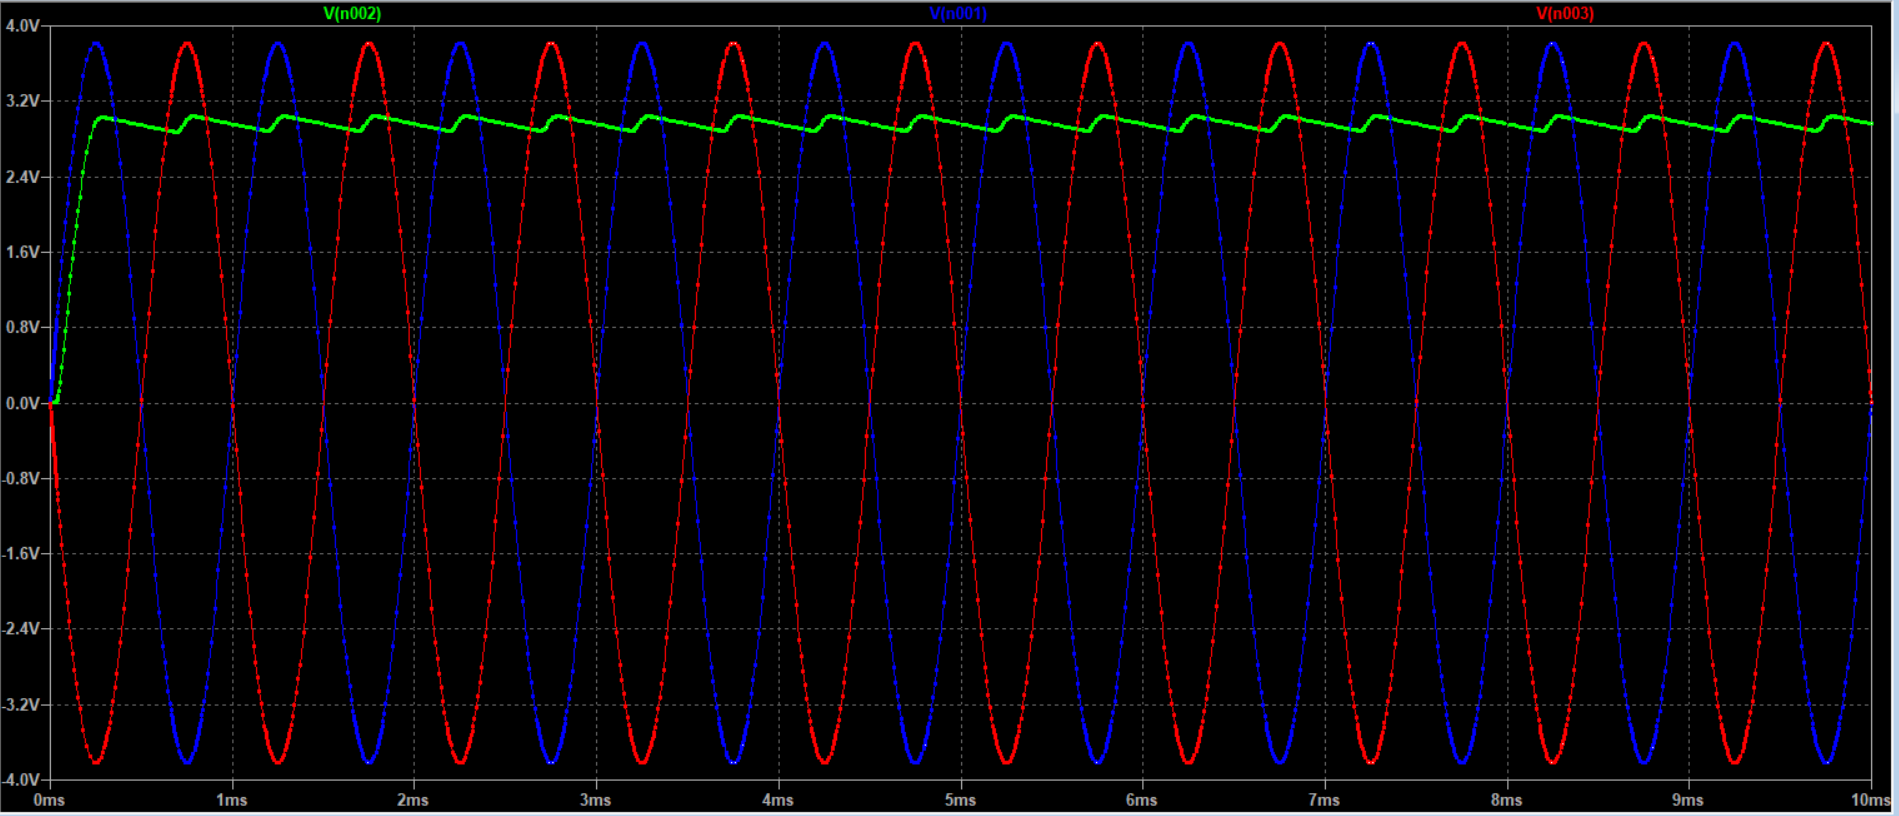 V(n002) V(n001) V(n003)
4.0V
3.2V
2.4V
1.6V
0.8V
0.0V
-0.8V
-1.6V
-2.4V
-3.2V
-4.0V
0ms 1ms 2ms 3ms 4ms 5ms 6ms 7ms 8ms 9ms 10ms